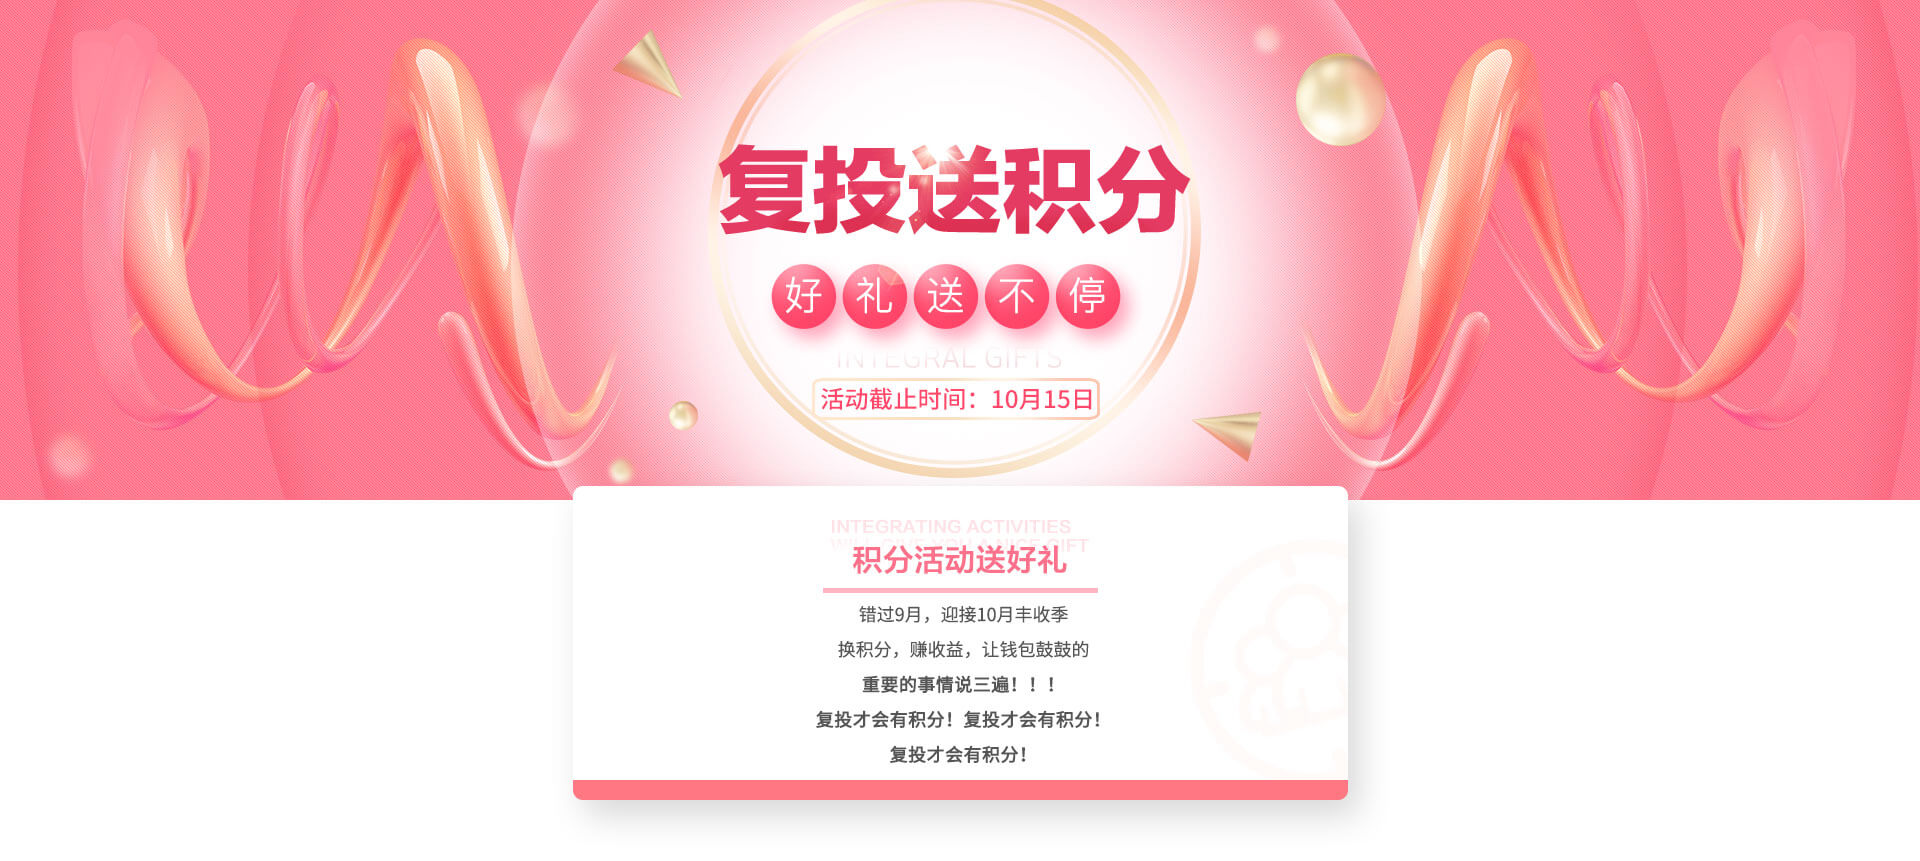 复投送积分
好礼送不停
INTEGRAL GIFTS
活动截止时间：10月15日
INTEGRATING ACTIVITIES
WILL GIVE YOU A NICE GIFT
积分活动送好礼
错过9月，迎接10月丰收季
换积分，赚收益，让钱包鼓鼓的
重要的事情说三遍！！！
复投才会有积分！复投才会有积分！
复投才会有积分！